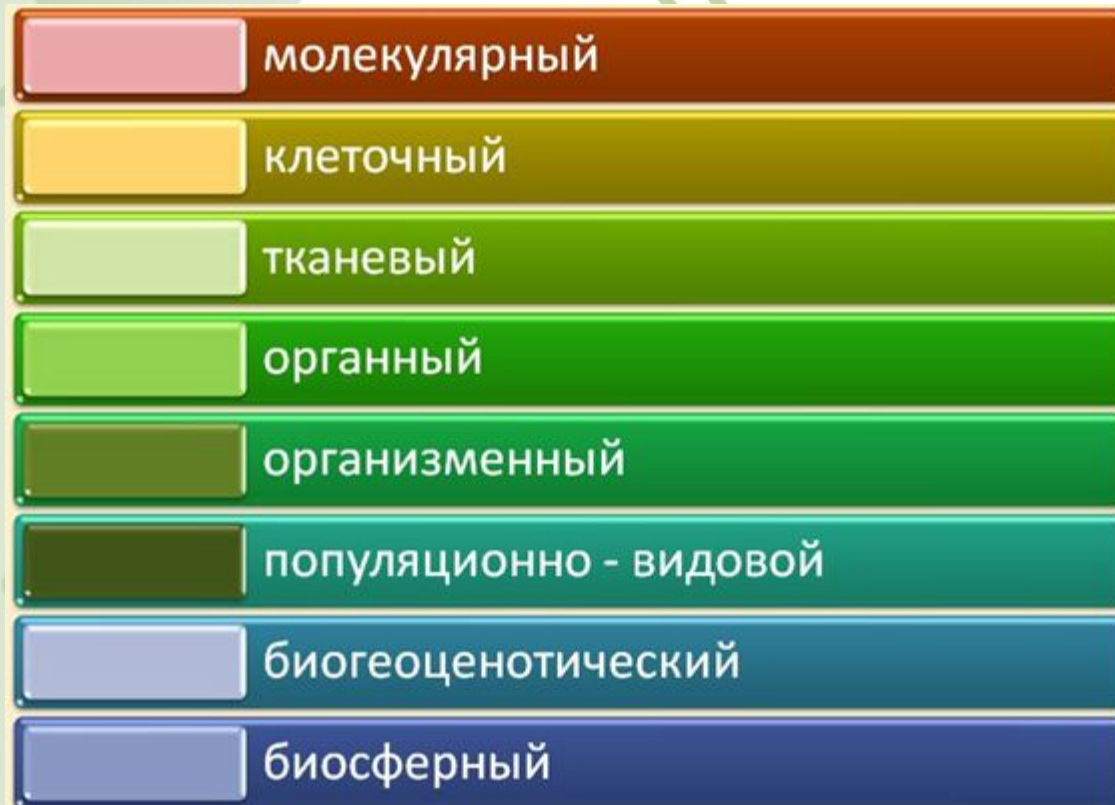 молекулярный
клеточный
тканевый
органный
организменный
популяционно - видовой
биогеоценотический
биосферный